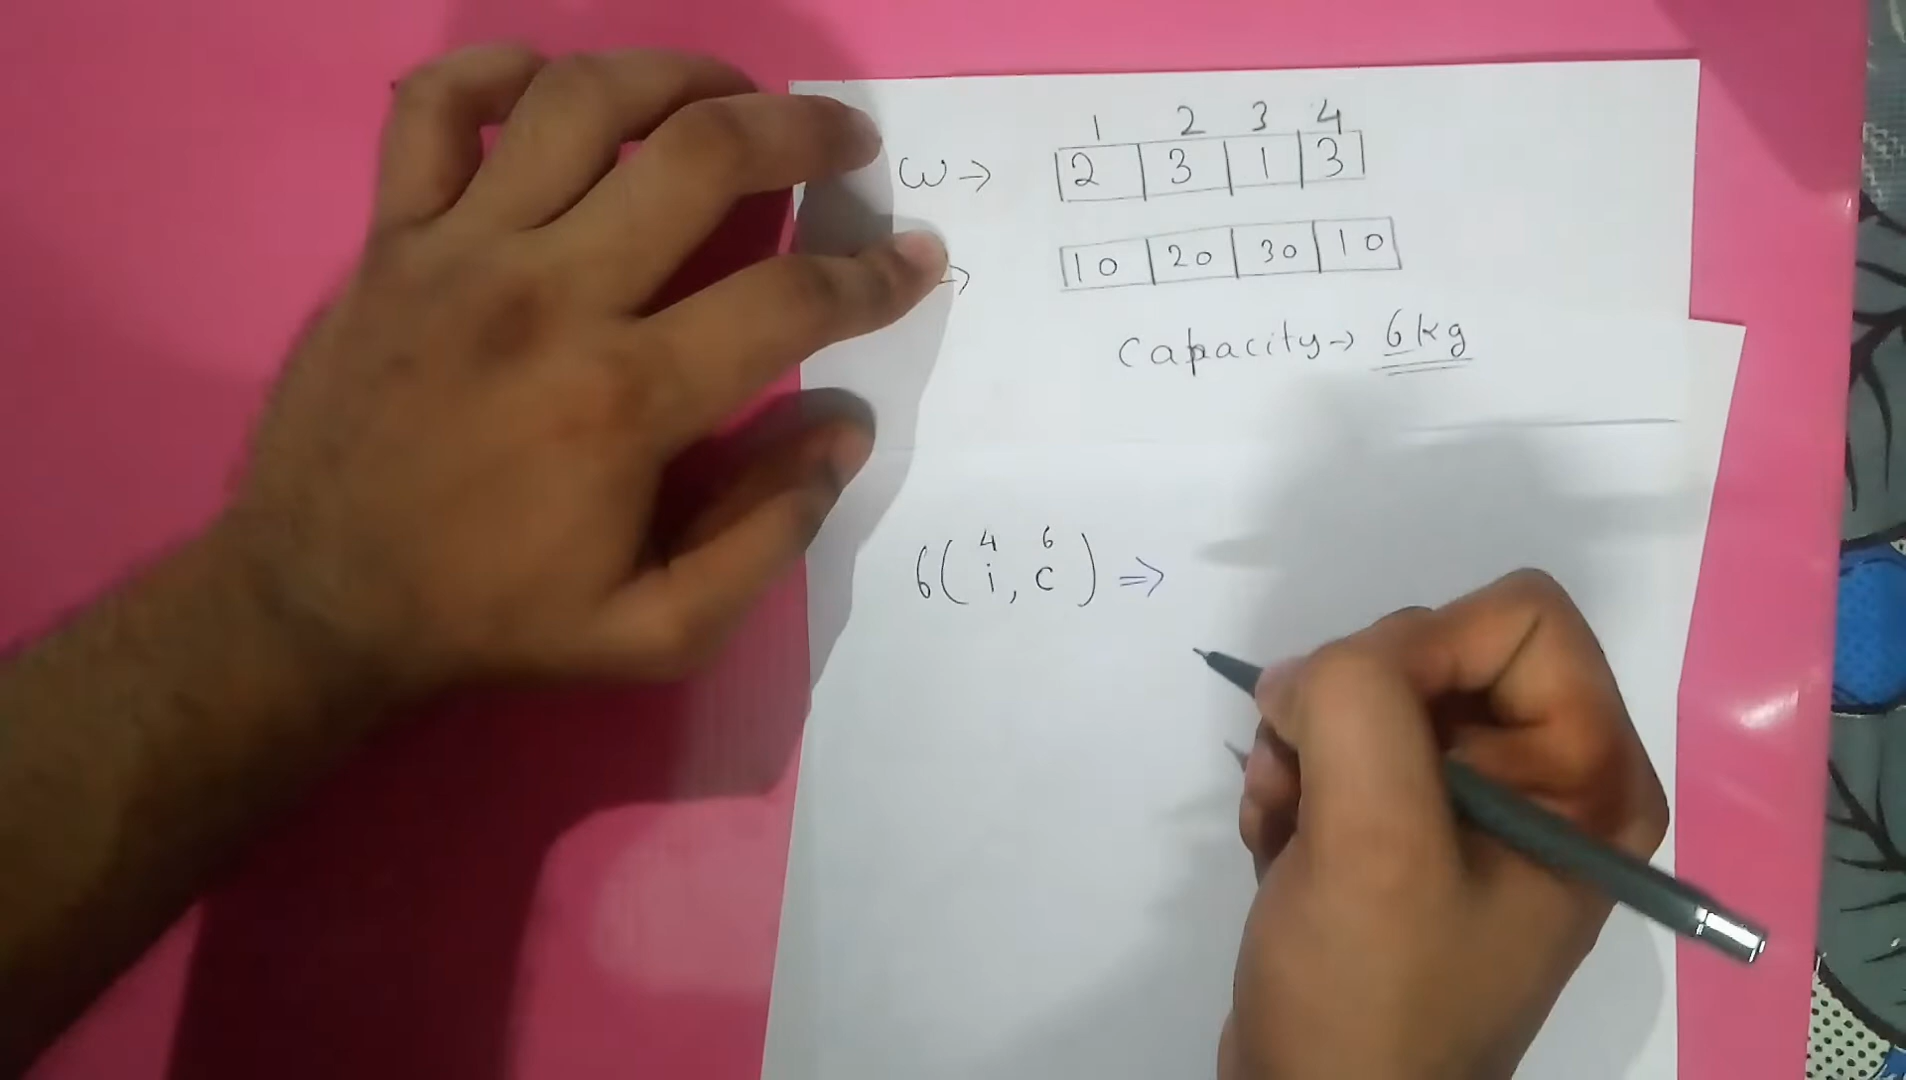 1 2 3 4
w → 2 3 1 3
→ 10 20 30 10
Capacity → 6kg
4 6
6(i, c) ⇒